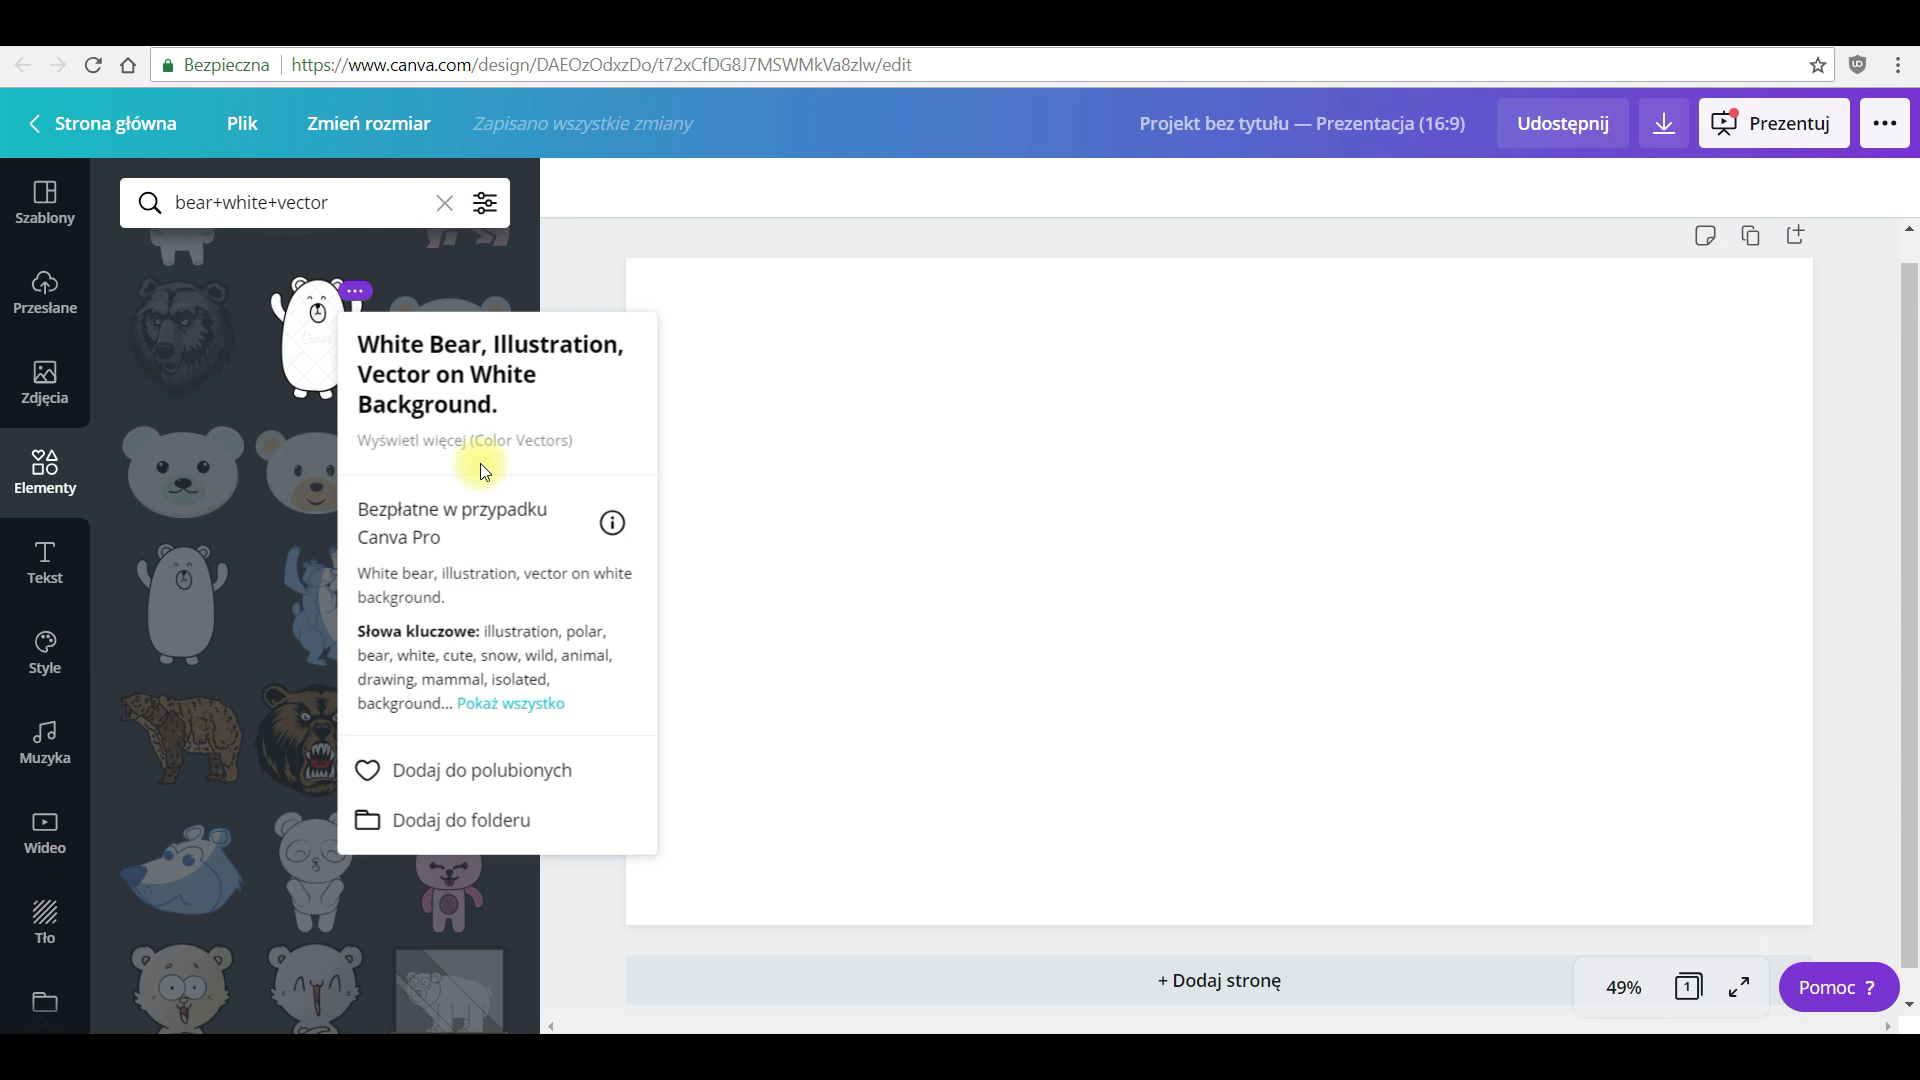 Bezpieczna
https://www.canva.com/design/DAEOzOdxzDo/t72xCfDG8J7MSWMkVa8zlw/edit
Strona główna
Plik
Zmień rozmiar
Zapisano wszystkie zmiany
Projekt bez tytułu — Prezentacja (16:9)
Udostępnij
Prezentuj
bear+white+vector
Szablony
Przesłane
Zdjęcia
Elementy
Tekst
Style
Muzyka
Wideo
Tło
White Bear, Illustration,
Vector on White
Background.
Wyświetl więcej (Color Vectors)
Bezpłatne w przypadku
Canva Pro
White bear, illustration, vector on white
background.
Słowa kluczowe: illustration, polar,
bear, white, cute, snow, wild, animal,
drawing, mammal, isolated,
background... Pokaż wszystko
Dodaj do polubionych
Dodaj do folderu
+ Dodaj stronę
49%
1
Pomoc ?